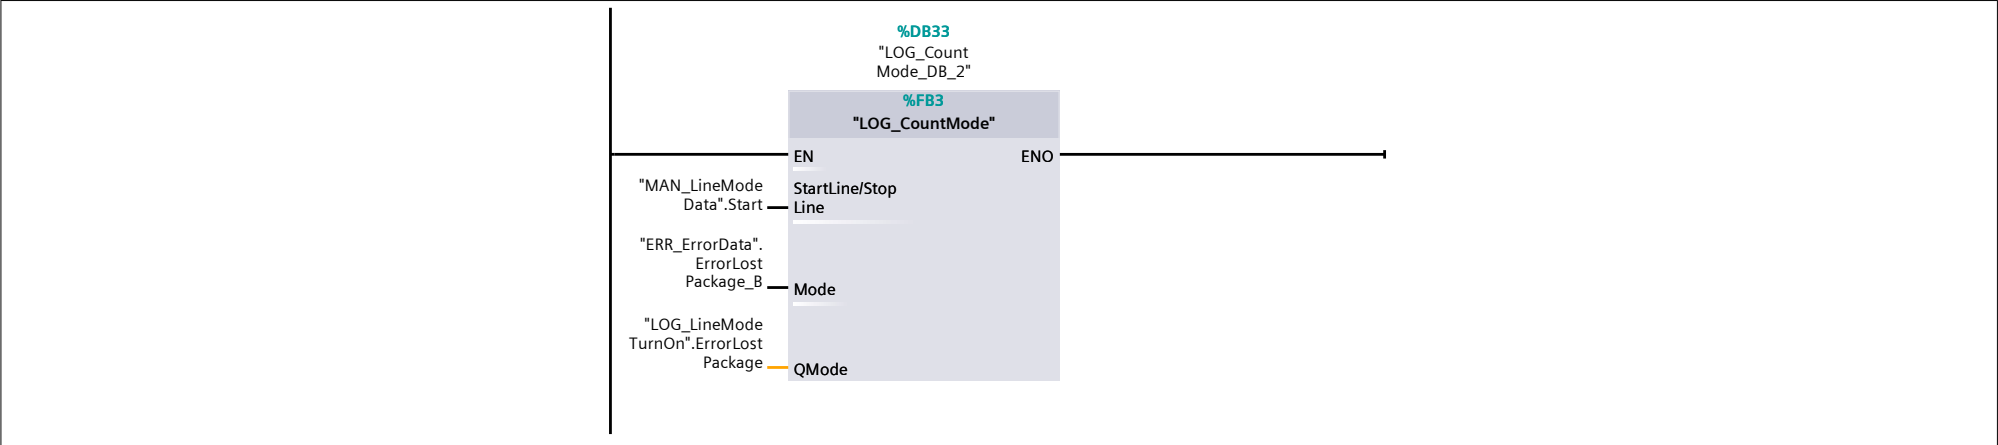 %DB33
"LOG_Count
Mode_DB_2"
%FB3
"LOG_CountMode"
EN
ENO
"MAN_LineMode
Data".Start
StartLine/Stop
Line
"ERR_ErrorData".
ErrorLost
Package_B
Mode
"LOG_LineMode
TurnOn".ErrorLost
Package
QMode